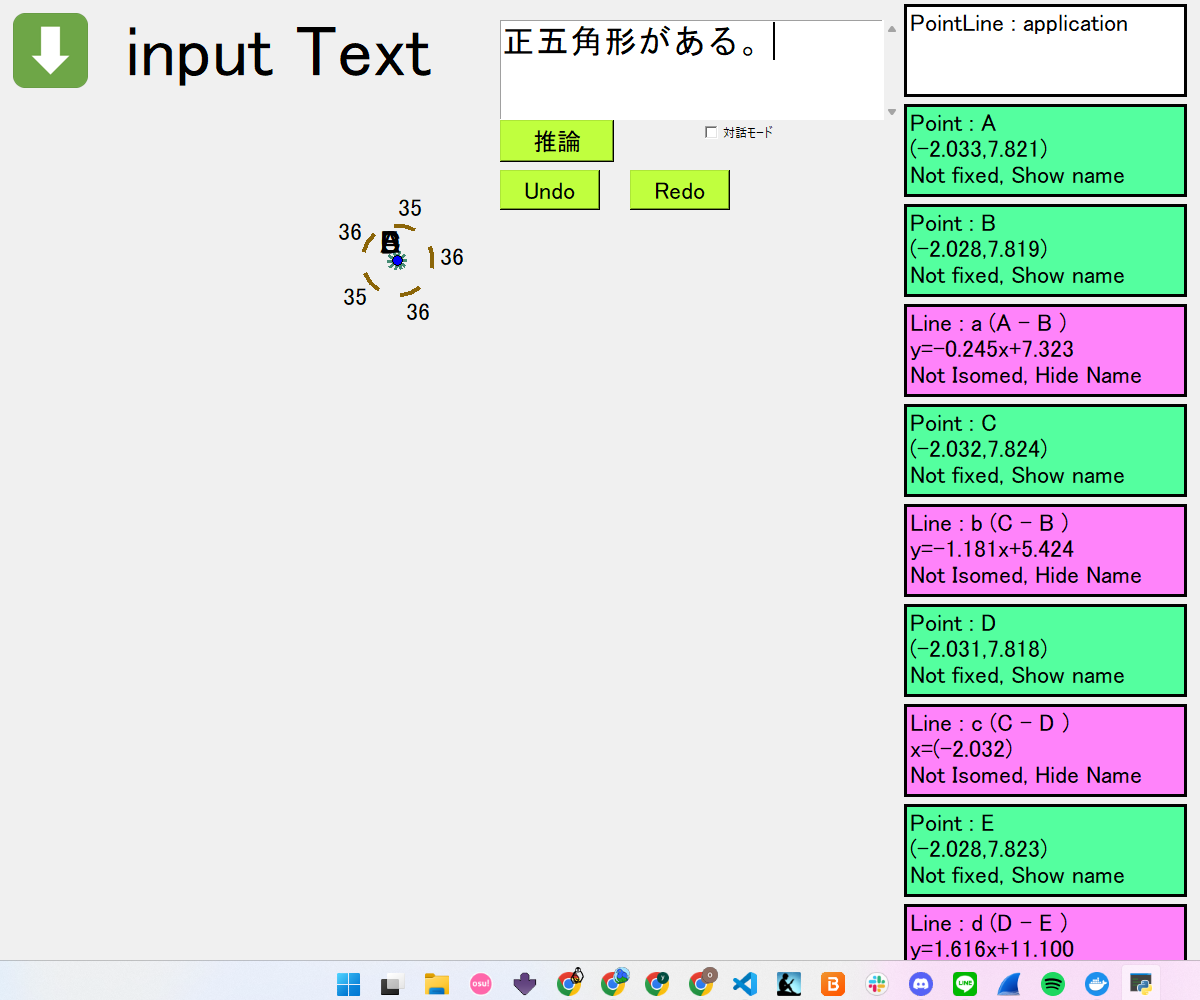 input Text
正五角形がある。
推論
対話モード
Undo
Redo
35
36
36
35
36
PointLine : application
Point : A
(-2.033,7.821)
Not fixed, Show name
Point : B
(-2.028,7.819)
Not fixed, Show name
Line : a (A - B )
y=-0.245x+7.323
Not Isomed, Hide Name
Point : C
(-2.032,7.824)
Not fixed, Show name
Line : b (C - B )
y=-1.181x+5.424
Not Isomed, Hide Name
Point : D
(-2.031,7.818)
Not fixed, Show name
Line : c (C - D )
x=(-2.032)
Not Isomed, Hide Name
Point : E
(-2.028,7.823)
Not fixed, Show name
Line : d (D - E )
y=1.616x+11.100
osu!
LINE